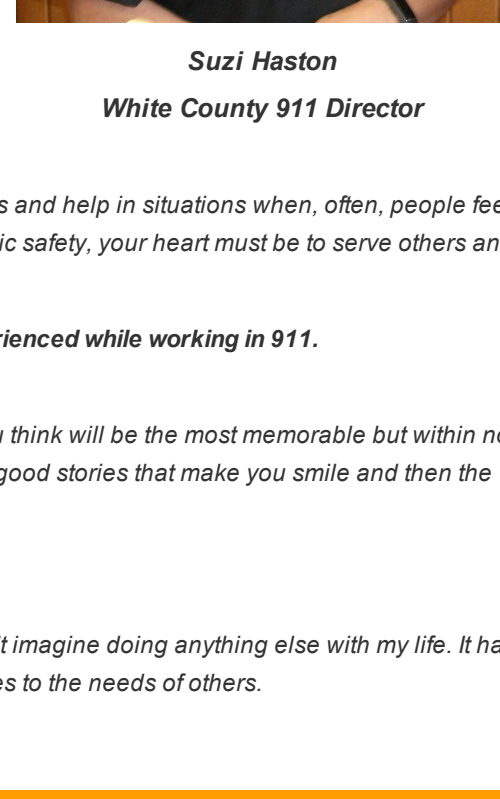 Suzi Haston
White County 911 Director
s and help in situations when, often, people fee
ic safety, your heart must be to serve others an
rienced while working in 911.
u think will be the most memorable but within no
good stories that make you smile and then the
't imagine doing anything else with my life. It ha
es to the needs of others.